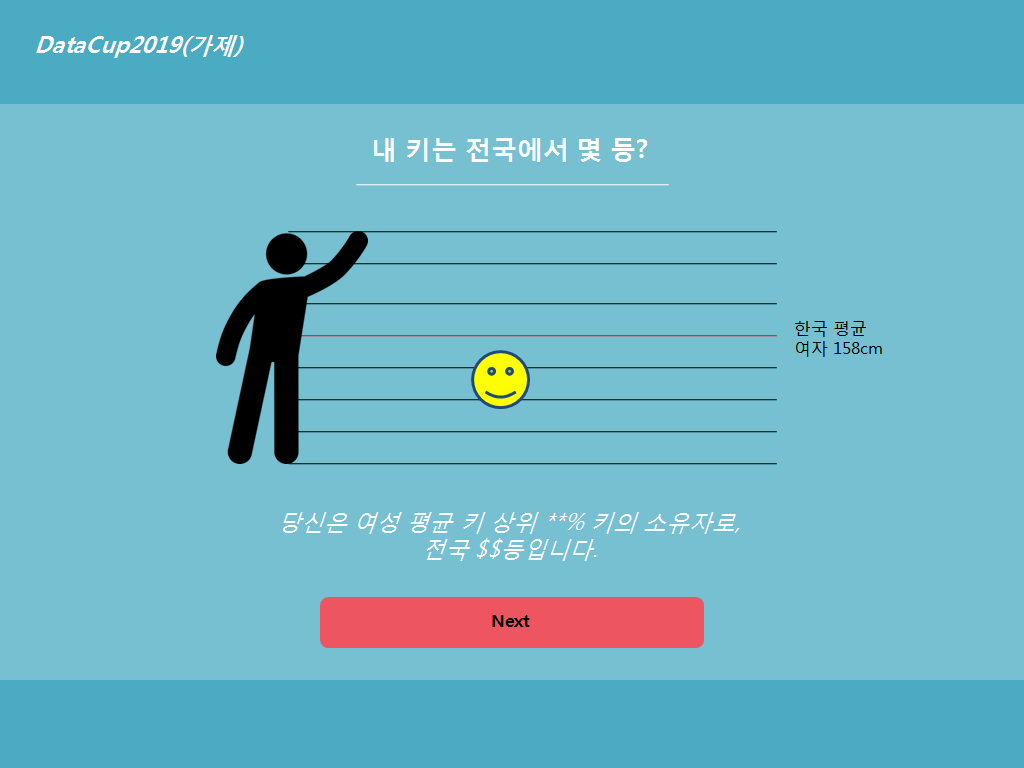 DataCup2019(가제)
내 키는 전국에서 몇 등?
한국 평균
여자 158cm
당신은 여성 평균 키 상위 **% 키의 소유자로,
전국 $$등입니다.
Next